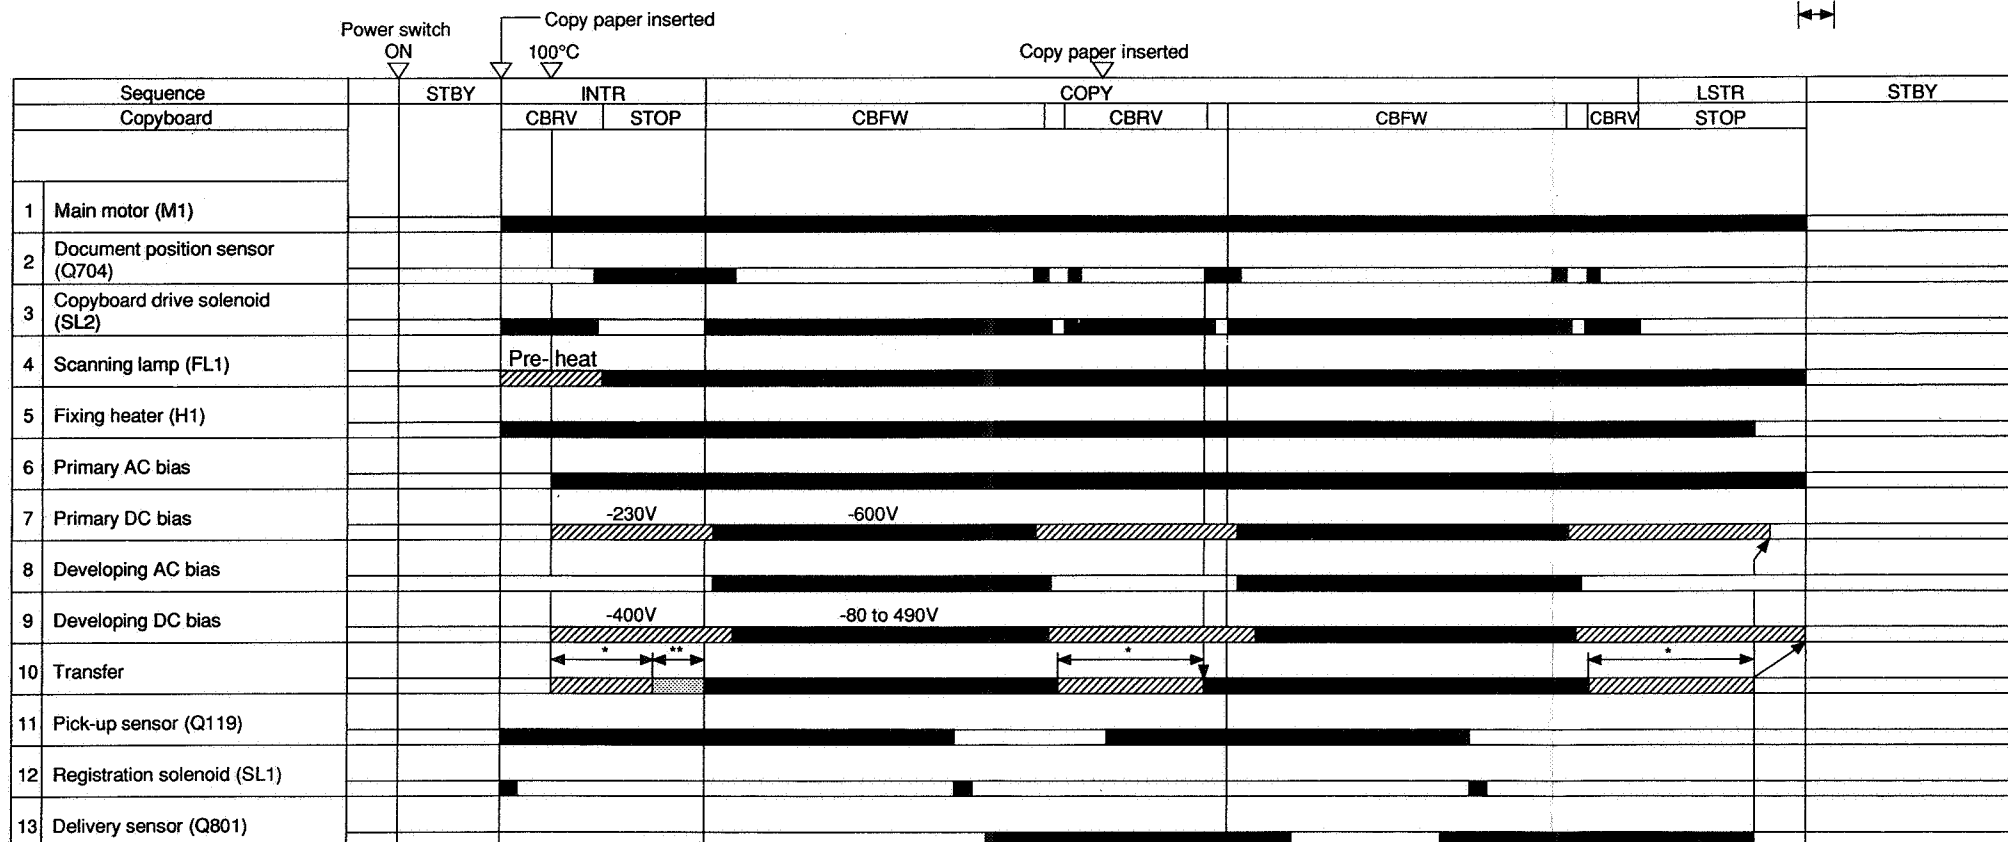 Copy paper inserted
Power switch
ON
100°C
Copy paper inserted
Sequence STBY INTR COPY LSTR STBY
Copyboard CBRV STOP CBFW CBRV CBFW CBRV STOP
1 Main motor (M1)
2 Document position sensor
(Q704)
3 Copyboard drive solenoid
(SL2)
4 Scanning lamp (FL1) Pre-heat
5 Fixing heater (H1)
6 Primary AC bias
7 Primary DC bias -230V -600V
8 Developing AC bias
9 Developing DC bias -400V -80 to 490V
10 Transfer * ** * *
11 Pick-up sensor (Q119)
12 Registration solenoid (SL1)
13 Delivery sensor (Q801)